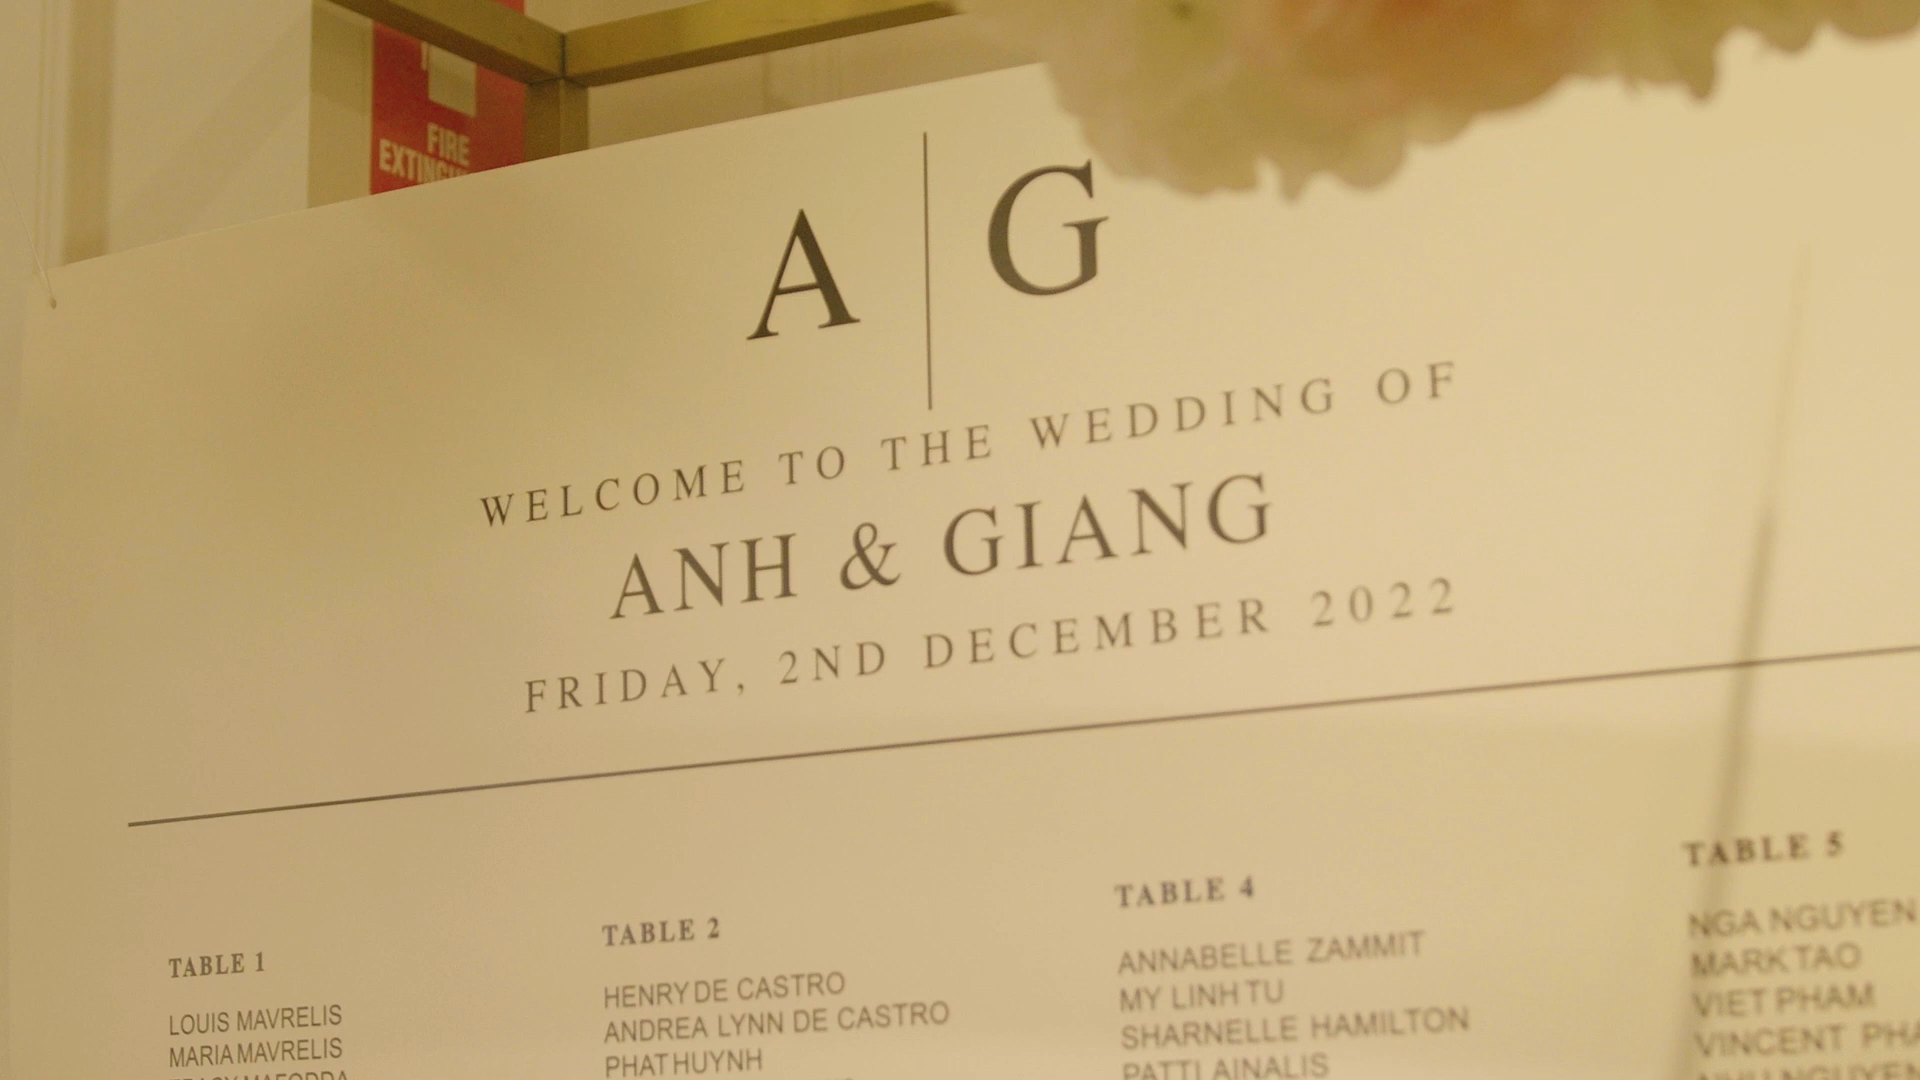 FIRE
A | G
WELCOME TO THE WEDDING OF
ANH & GIANG
FRIDAY, 2ND DECEMBER 2022
TABLE 1
LOUIS MAVRELIS
MARIA MAVRELIS
TABLE 2
HENRY DE CASTRO
ANDREA LYNN DE CASTRO
PHAT HUYNH
TABLE 4
ANNABELLE ZAMMIT
MY LINH TU
SHARNELLE HAMILTON
PATTI AINALIS
TABLE 5
NGA NGUYEN
MARK TAO
VIET PHAM
VINCENT